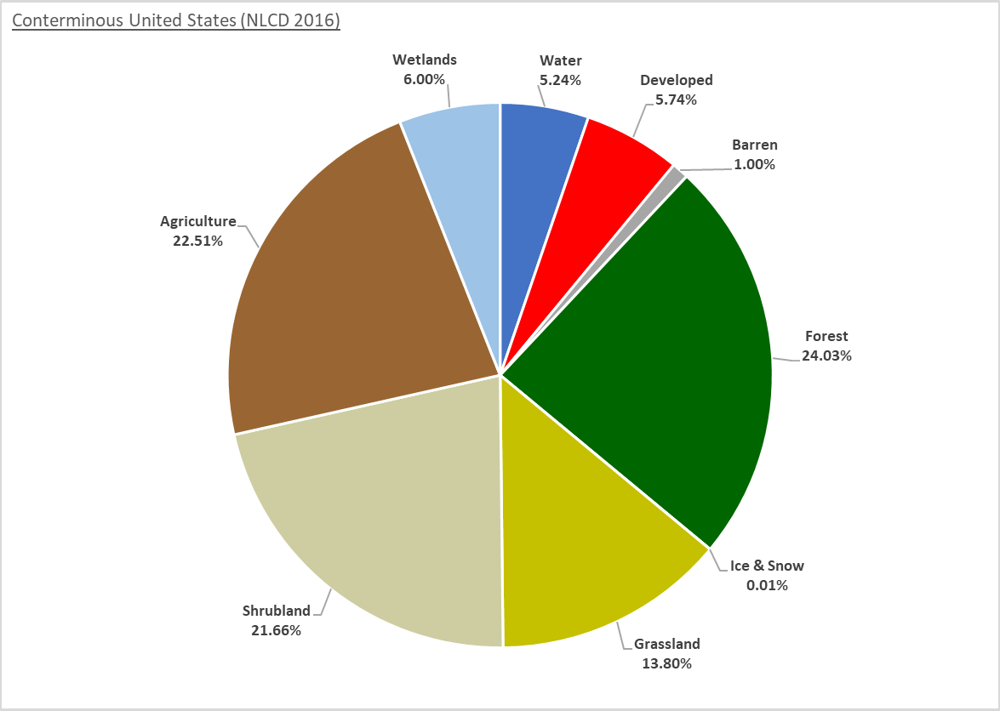 Conterminous United States (NLCD 2016)
Wetlands
6.00%
Water
5.24%
Developed
5.74%
Barren
1.00%
Agriculture
22.51%
Forest
24.03%
Ice & Snow
0.01%
Shrubland
21.66%
Grassland
13.80%